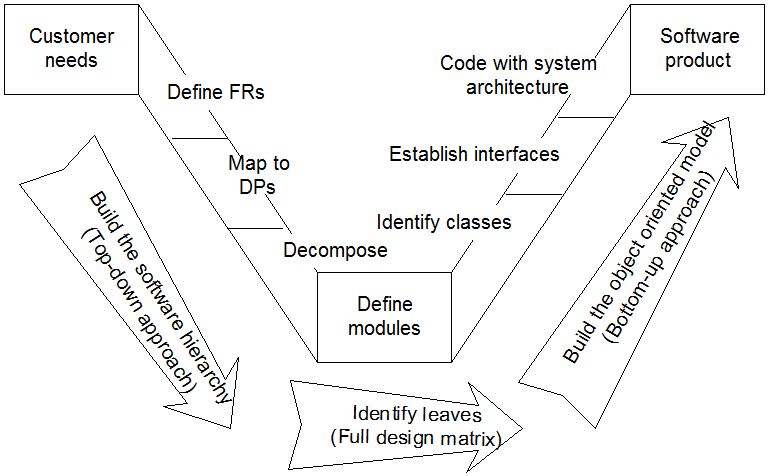 Customer
needs
Software
product
Code with system
architecture
Define FRs
Establish interfaces
Map to
DPs
Identify classes
Decompose
Define
modules
Build the software hierarchy
(Top-down approach)
Build the object oriented model
(Bottom-up approach)
Identify leaves
(Full design matrix)